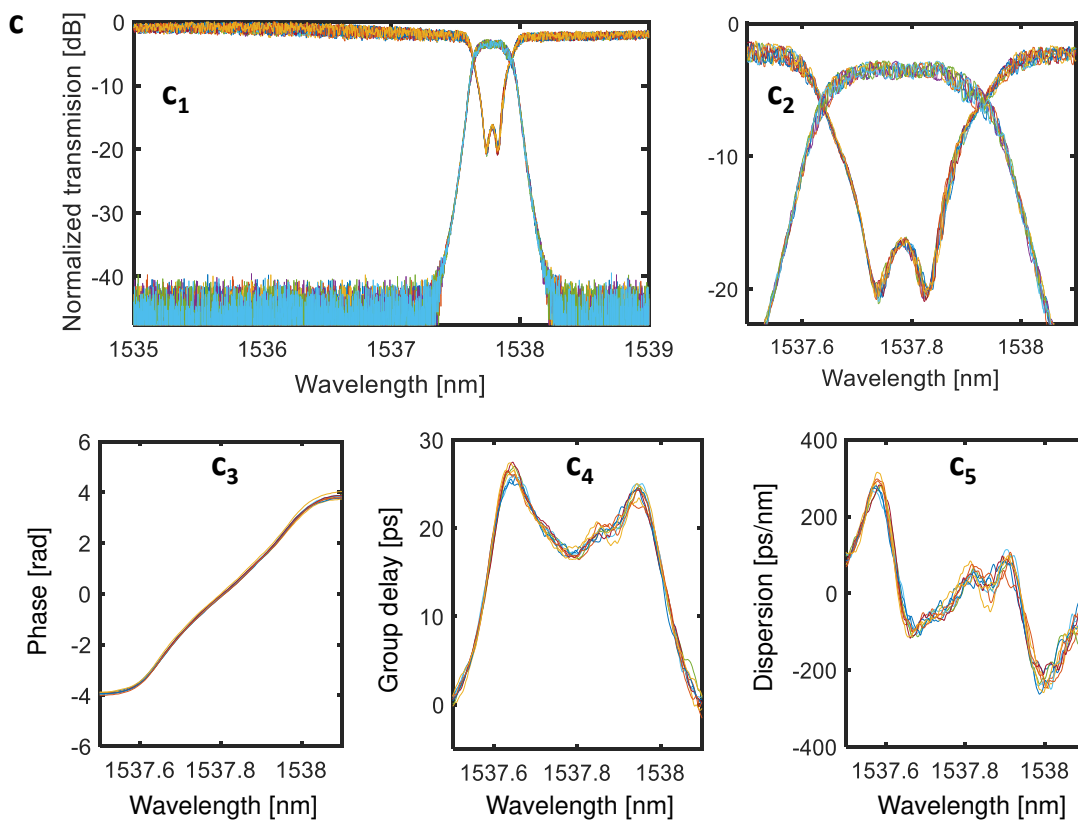 c
c1
Normalized transmision [dB]
0
-10
-20
-30
-40
1535
1536
1537
1538
1539
Wavelength [nm]
c2
0
-10
-20
1537.6
1537.8
1538
Wavelength [nm]
c3
Phase [rad]
6
4
2
0
-2
-4
-6
1537.6
1537.8
1538
Wavelength [nm]
c4
Group delay [ps]
30
20
10
0
1537.6
1537.8
1538
Wavelength [nm]
c5
Dispersion [ps/nm]
400
200
0
-200
-400
1537.6
1537.8
1538
Wavelength [nm]